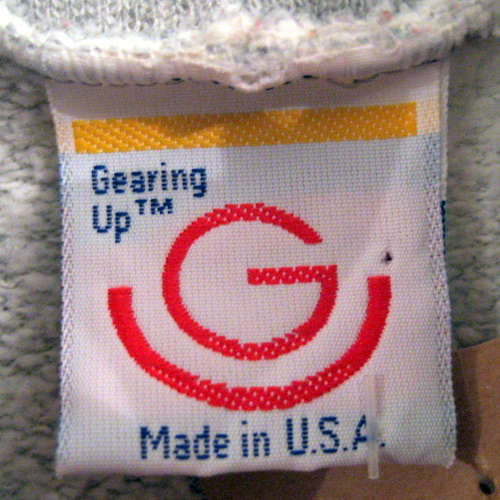 Gearing
Up™
G
Made in U.S.A.